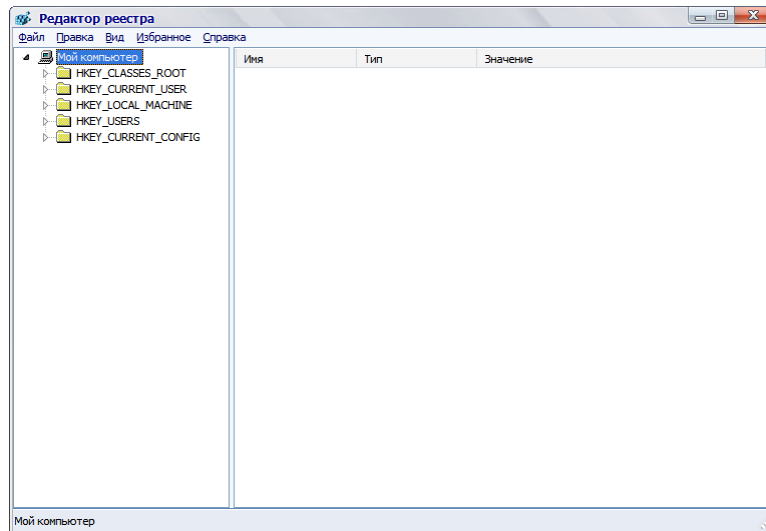 Редактор реестра
Файл Правка Вид Избранное Справка
Мой компьютер
HKEY_CLASSES_ROOT
HKEY_CURRENT_USER
HKEY_LOCAL_MACHINE
HKEY_USERS
HKEY_CURRENT_CONFIG
Имя Тип Значение
Мой компьютер